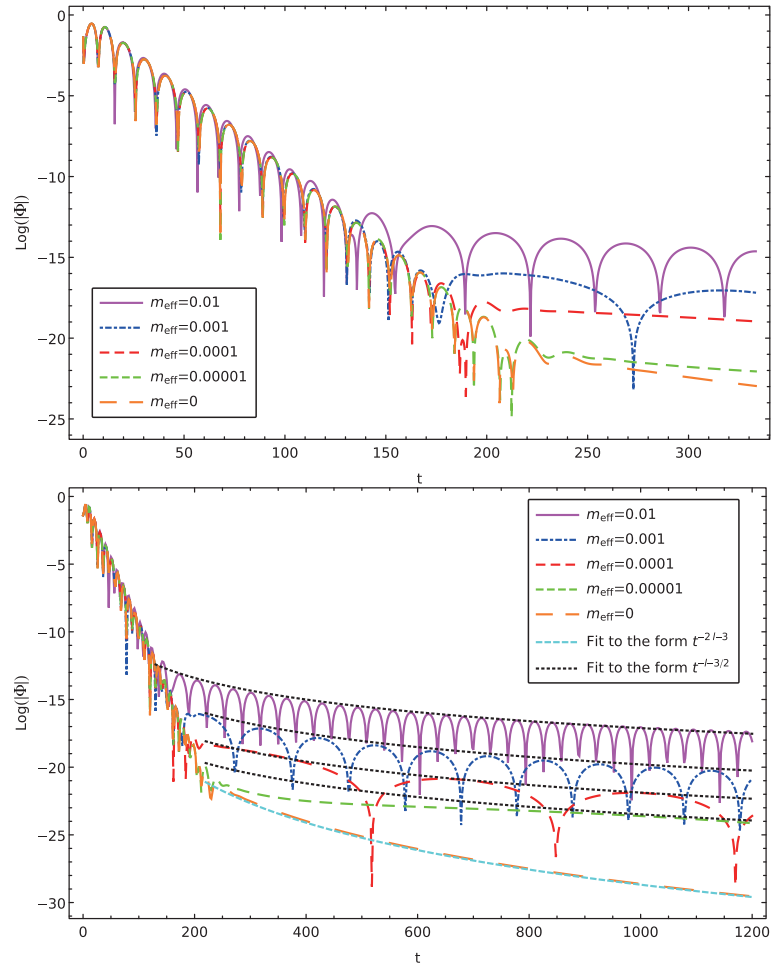 0
−5
−10
−15
−20
−25
Log(|Φ|)
m_eff=0.01
m_eff=0.001
m_eff=0.0001
m_eff=0.00001
m_eff=0
0 50 100 150 200 250 300
t
0
−5
−10
−15
−20
−25
−30
Log(|Φ|)
m_eff=0.01
m_eff=0.001
m_eff=0.0001
m_eff=0.00001
m_eff=0
Fit to the form t^{−2l−3}
Fit to the form t^{−l−3/2}
0 200 400 600 800 1000 1200
t